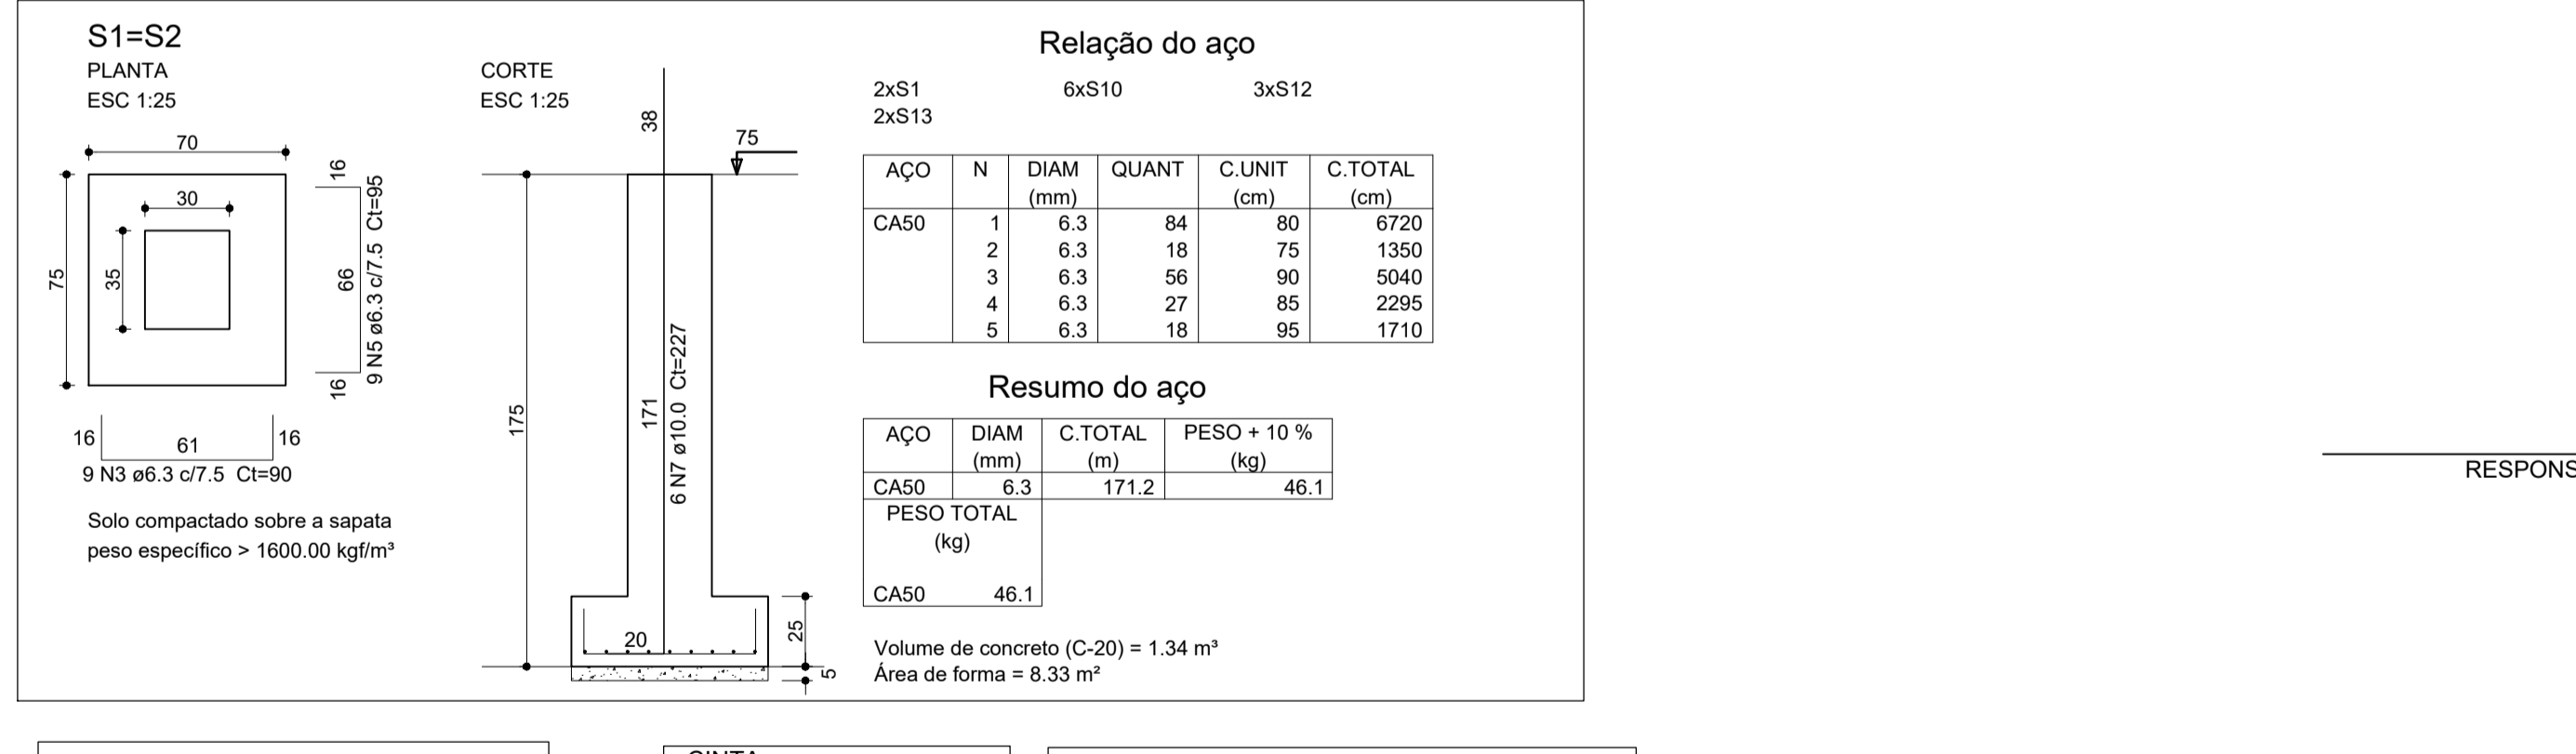 S1=S2
PLANTA
ESC 1:25
70
30
75
35
16
66
16
9 N5 ø6.3 c/7.5 Ct=95
16
61
16
9 N3 ø6.3 c/7.5 Ct=90
Solo compactado sobre a sapata
peso específico > 1600.00 kgf/m³
CORTE
ESC 1:25
38
75
175
171
6 N7 ø10.0 Ct=227
20
25
5
Relação do aço
2xS1 6xS10 3xS12
2xS13
AÇO N DIAM QUANT C.UNIT C.TOTAL
(mm) (cm) (cm)
CA50 1 6.3 84 80 6720
2 6.3 18 75 1350
3 6.3 56 90 5040
4 6.3 27 85 2295
5 6.3 18 95 1710
Resumo do aço
AÇO DIAM C.TOTAL PESO + 10 %
(mm) (m) (kg)
CA50 6.3 171.2 46.1
PESO TOTAL
(kg)
CA50 46.1
Volume de concreto (C-20) = 1.34 m³
Área de forma = 8.33 m²
RESPONS